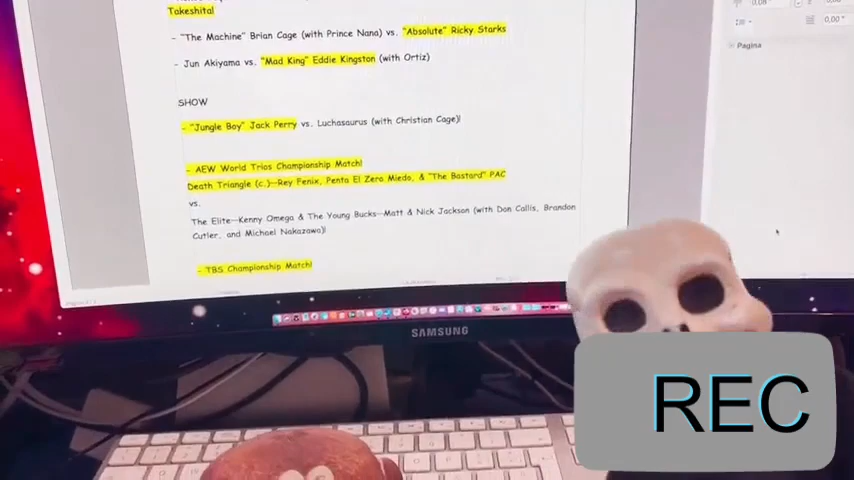 Takeshita!
- "The Machine" Brian Cage (with Prince Nana) vs. "Absolute" Ricky Starks
- Jun Akiyama vs. "Mad King" Eddie Kingston (with Ortiz)
SHOW
- "Jungle Boy" Jack Perry vs. Luchasaurus (with Christian Cage)!
- AEW World Trios Championship Match!
Death Triangle (c.)—Rey Fenix, Penta El Zero Miedo, & "The Bastard" PAC
vs.
The Elite—Kenny Omega & The Young Bucks—Matt & Nick Jackson (with Don Callis, Brandon
Cutler, and Michael Nakazawa)!
- TBS Championship Match!
0,00"
Pagina
SAMSUNG
REC